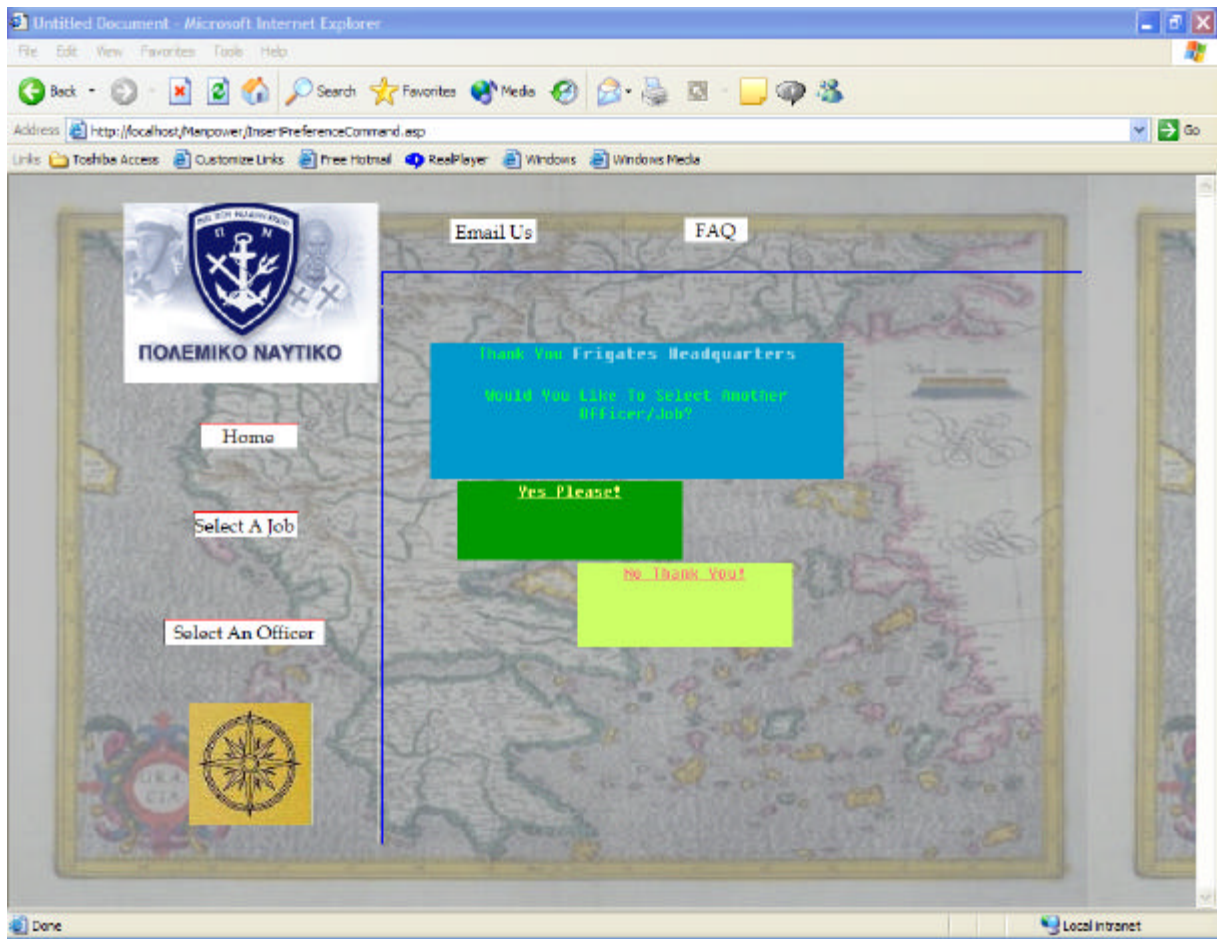 Untitled Document - Microsoft Internet Explorer
File Edit View Favorites Tools Help
Back Search Favorites Media
Address http://localhost/Manpower/InsertPreferenceCommand.asp Go
Links Toshiba Access Customize Links Free Hotmail RealPlayer Windows Windows Media
Π Ν
ΠΟΛΕΜΙΚΟ ΝΑΥΤΙΚΟ
Email Us FAQ
Thank You Frigates Headquarters
Would You Like To Select Another
Officer/Job?
Yes Please!
No Thank You!
Home
Select A Job
Select An Officer
Done Local intranet